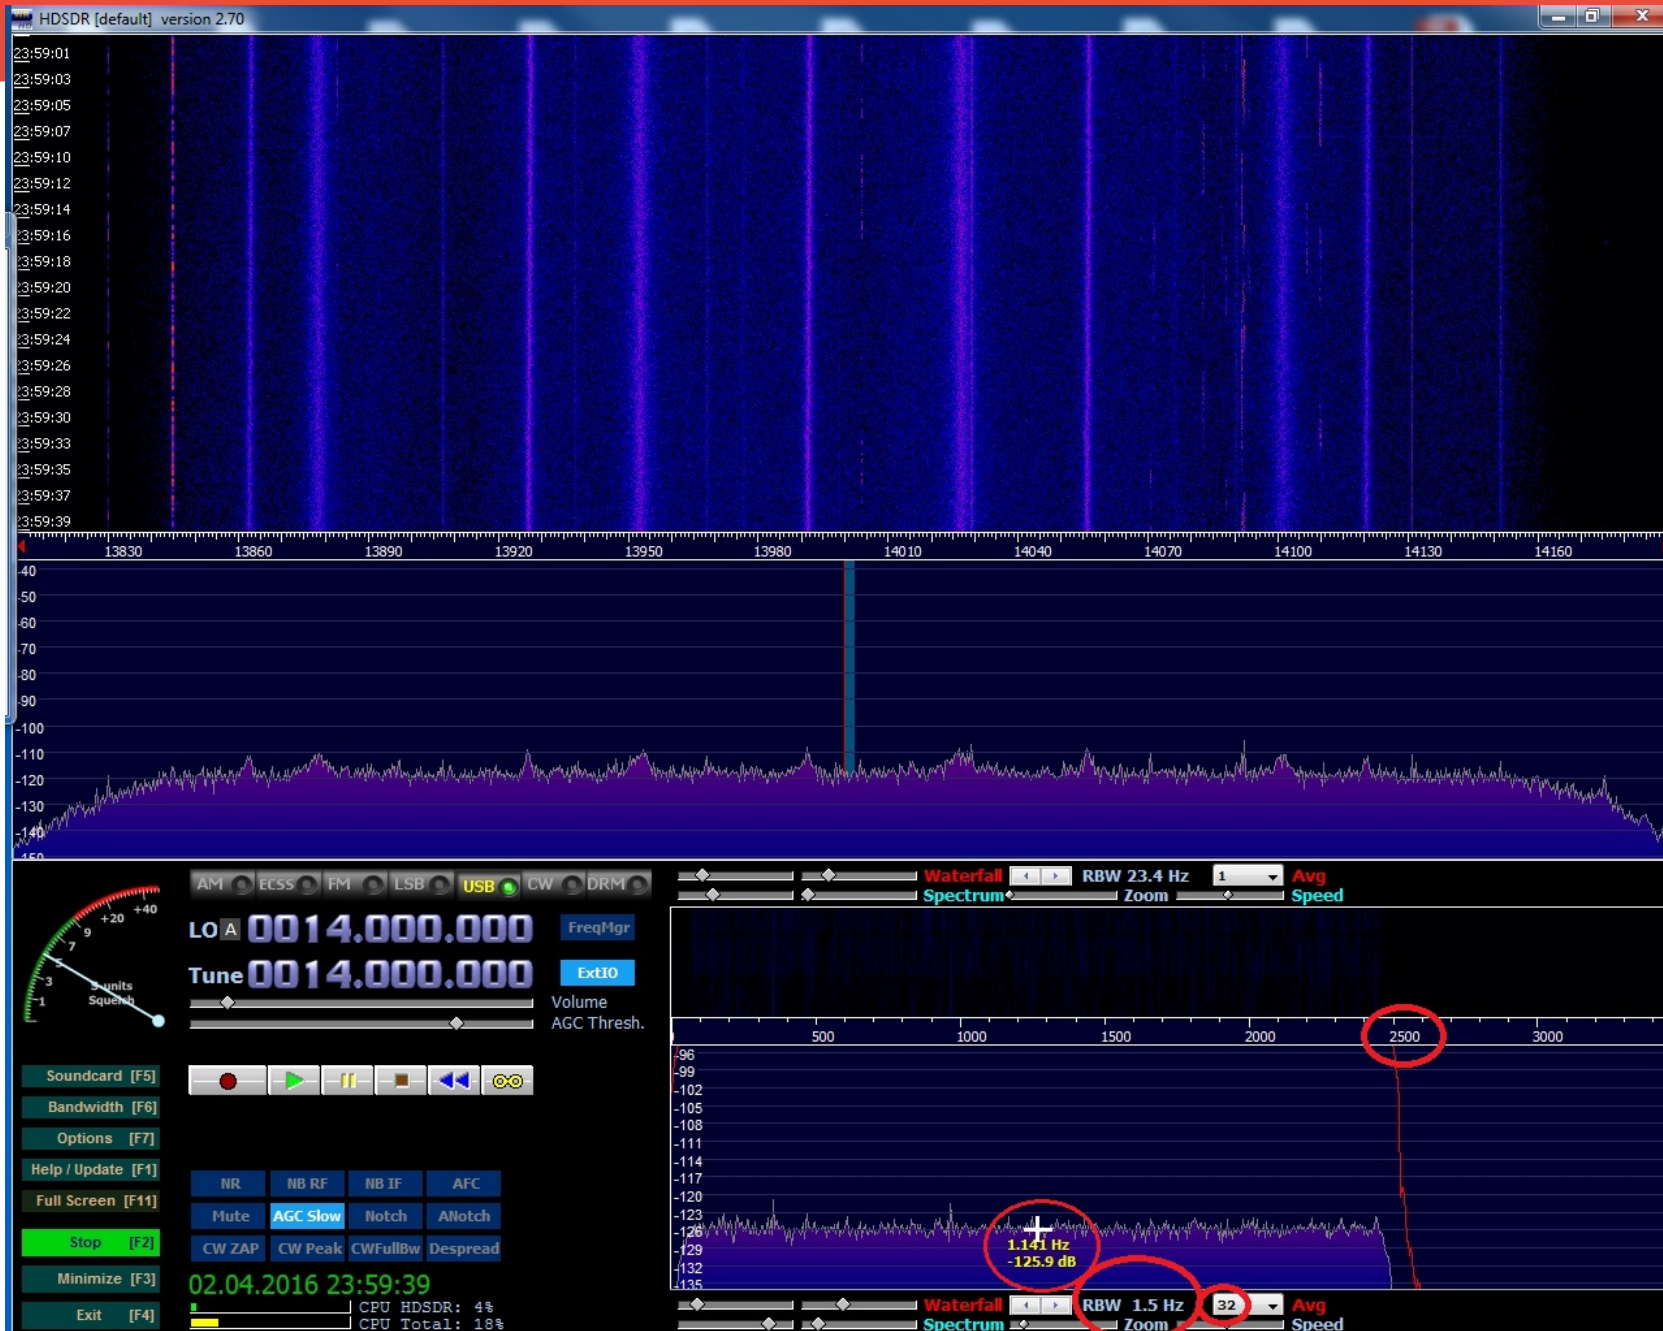 HDSDR [default] version 2.70
23:59:01
23:59:03
23:59:05
23:59:07
23:59:10
23:59:12
23:59:14
23:59:16
23:59:18
23:59:20
23:59:22
23:59:24
23:59:26
23:59:28
23:59:30
23:59:33
23:59:35
23:59:37
23:59:39
13830 13860 13890 13920 13950 13980 14010 14040 14070 14100 14130 14160
-40
-50
-60
-70
-80
-90
-100
-110
-120
-130
-140
-150
AM ECSS FM LSB USB CW DRM
LO A 0014.000.000 FreqMgr
Tune 0014.000.000 ExtIO
Volume
AGC Thresh.
+40
+20
9
7
5
3
1
S-units
Squelch
Soundcard [F5]
Bandwidth [F6]
Options [F7]
Help / Update [F1]
Full Screen [F11]
Stop [F2]
Minimize [F3]
Exit [F4]
NR NB RF NB IF AFC
Mute AGC Slow Notch ANotch
CW ZAP CW Peak CWFullBw Despread
02.04.2016 23:59:39
CPU HDSDR: 4%
CPU Total: 18%
Waterfall RBW 23.4 Hz 1 Avg
Spectrum Zoom Speed
500 1000 1500 2000 2500 3000
-96
-99
-102
-105
-108
-111
-114
-117
-120
-123
-126
-129
-132
-135
1.141 Hz
-125.9 dB
Waterfall RBW 1.5 Hz 32 Avg
Spectrum Zoom Speed